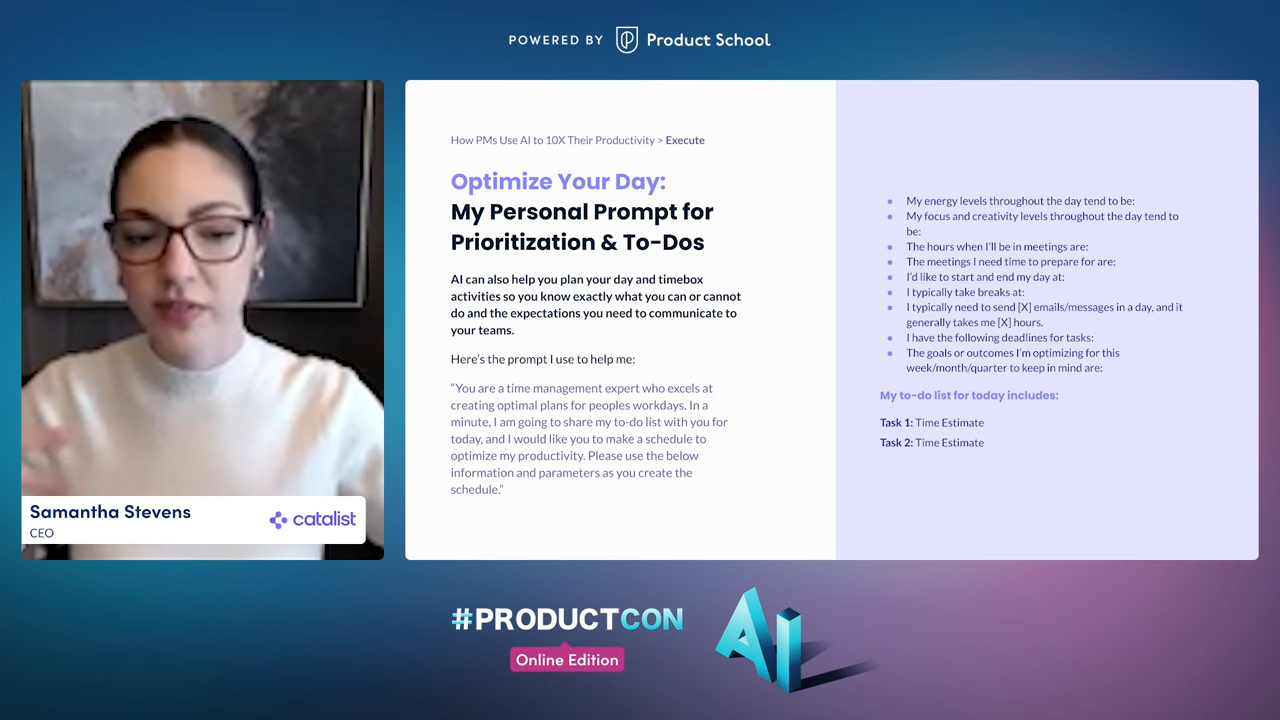 POWERED BY Product School
How PMs Use AI to 10X Their Productivity > Execute
Optimize Your Day:
My Personal Prompt for
Prioritization & To-Dos
AI can also help you plan your day and timebox
activities so you know exactly what you can or cannot
do and the expectations you need to communicate to
your teams.
Here's the prompt I use to help me:
“You are a time management expert who excels at
creating optimal plans for peoples workdays. In a
minute, I am going to share my to-do list with you for
today, and I would like you to make a schedule to
optimize my productivity. Please use the below
information and parameters as you create the
schedule.”
● My energy levels throughout the day tend to be:
● My focus and creativity levels throughout the day tend to
be:
● The hours when I'll be in meetings are:
● The meetings I need time to prepare for are:
● I'd like to start and end my day at:
● I typically take breaks at:
● I typically need to send [X] emails/messages in a day, and it
generally takes me [X] hours.
● I have the following deadlines for tasks:
● The goals or outcomes I'm optimizing for this
week/month/quarter to keep in mind are:
My to-do list for today includes:
Task 1: Time Estimate
Task 2: Time Estimate
Samantha Stevens
CEO
catalist
#PRODUCTCON
Online Edition
AI